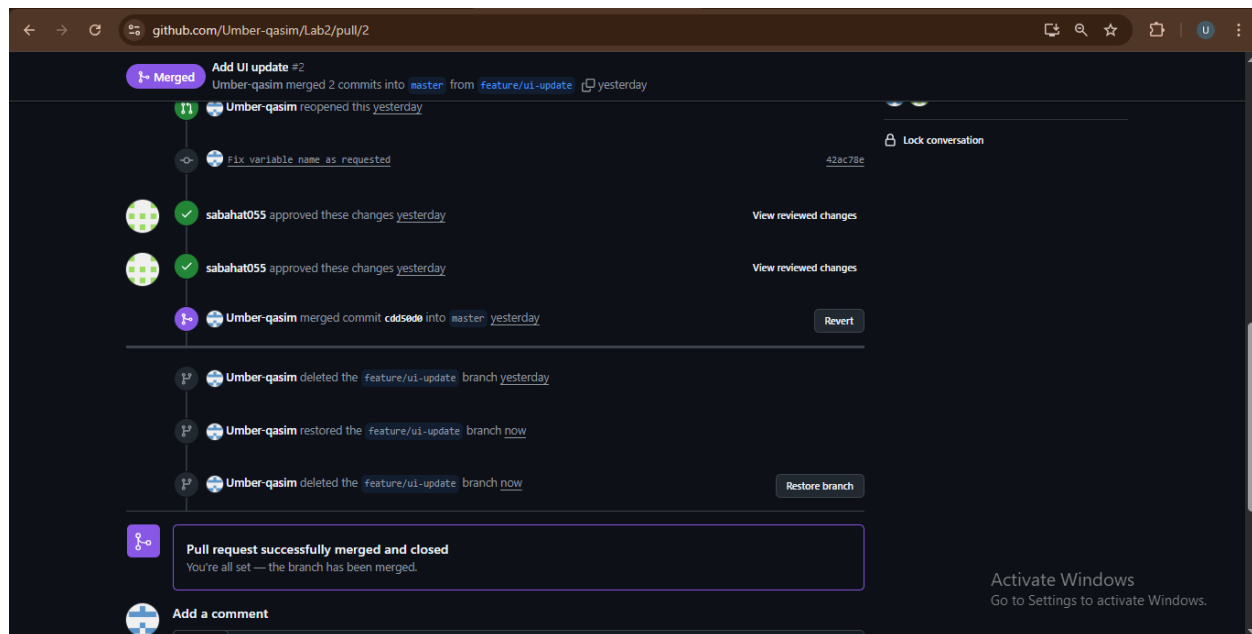 github.com/Umber-qasim/Lab2/pull/2
U
Merged
Add UI update #2
Umber-qasim merged 2 commits into master from feature/ui-update yesterday
Umber-qasim reopened this yesterday
Lock conversation
Fix variable name as requested 42ac78e
sabahat055 approved these changes yesterday View reviewed changes
sabahat055 approved these changes yesterday View reviewed changes
Umber-qasim merged commit cdd50d0 into master yesterday Revert
Umber-qasim deleted the feature/ui-update branch yesterday
Umber-qasim restored the feature/ui-update branch now
Umber-qasim deleted the feature/ui-update branch now Restore branch
Pull request successfully merged and closed
You're all set — the branch has been merged.
Activate Windows
Go to Settings to activate Windows.
Add a comment